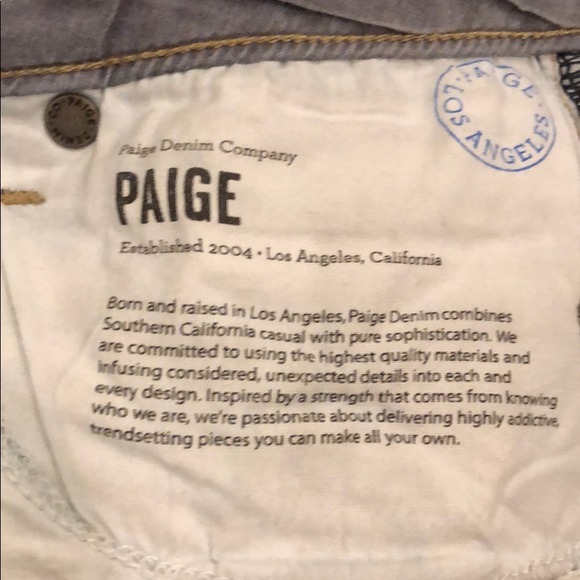 Paige Denim Company
PAIGE
Established 2004 • Los Angeles, California
Born and raised in Los Angeles, Paige Denim combines
Southern California casual with pure sophistication. We
are committed to using the highest quality materials and
infusing considered, unexpected details into each and
every design. Inspired by a strength that comes from knowing
who we are, we're passionate about delivering highly addictive,
trendsetting pieces you can make all your own.
PAIGE
LOS ANGELES
CO•PAIGE•DENIM